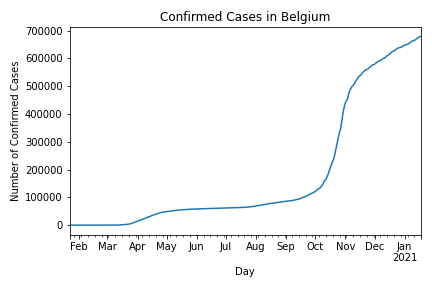 Confirmed Cases in Belgium
700000
600000
500000
400000
300000
200000
100000
0
Number of Confirmed Cases
Feb Mar Apr May Jun Jul Aug Sep Oct Nov Dec Jan
2021
Day